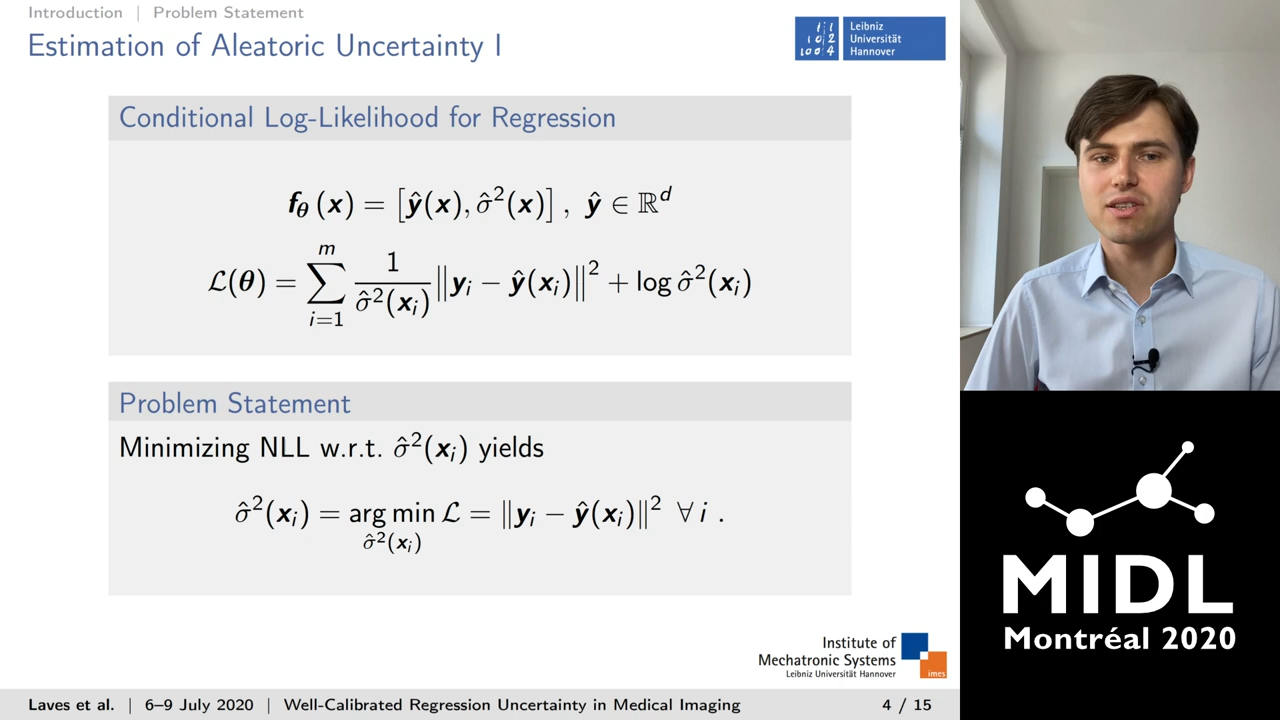 Introduction | Problem Statement
Estimation of Aleatoric Uncertainty I
Leibniz
Universität
Hannover
Conditional Log-Likelihood for Regression
f_θ (x) = [ŷ(x), σ̂²(x)] , ŷ ∈ ℝᵈ
ℒ(θ) = ∑_{i=1}^{m} 1/σ̂²(x_i) ‖y_i − ŷ(x_i)‖² + log σ̂²(x_i)
Problem Statement
Minimizing NLL w.r.t. σ̂²(x_i) yields
σ̂²(x_i) = arg min_{σ̂²(x_i)} ℒ = ‖y_i − ŷ(x_i)‖² ∀ i .
Institute of
Mechatronic Systems
Leibniz Universität Hannover
imes
Laves et al. | 6–9 July 2020 | Well-Calibrated Regression Uncertainty in Medical Imaging 4 / 15
MIDL
Montréal 2020